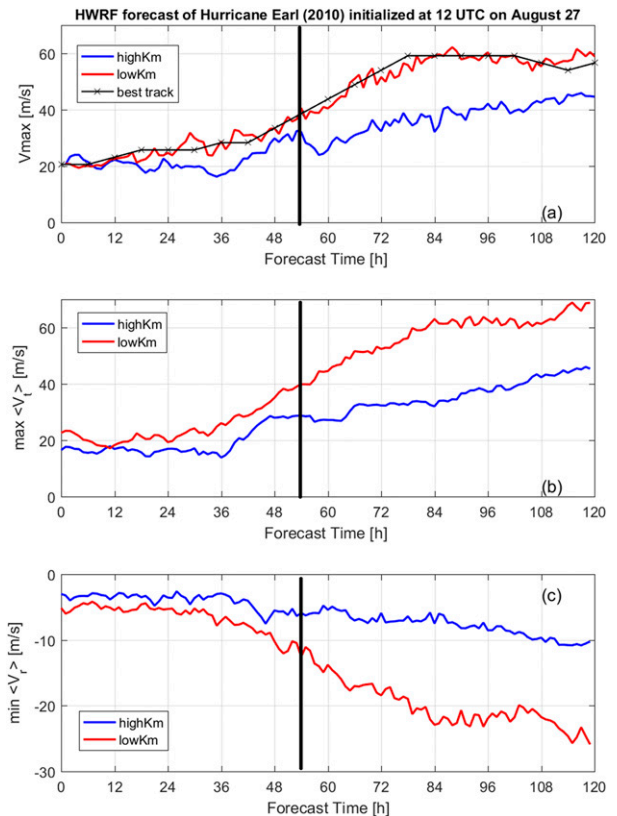 HWRF forecast of Hurricane Earl (2010) initialized at 12 UTC on August 27
60
40
20
0
Vmax [m/s]
highKm
lowKm
best track
(a)
0 12 24 36 48 60 72 84 96 108 120
Forecast Time [h]
60
40
20
0
max <V_t> [m/s]
highKm
lowKm
(b)
0 12 24 36 48 60 72 84 96 108 120
Forecast Time [h]
0
-10
-20
-30
min <V_r> [m/s]
(c)
highKm
lowKm
0 12 24 36 48 60 72 84 96 108 120
Forecast Time [h]